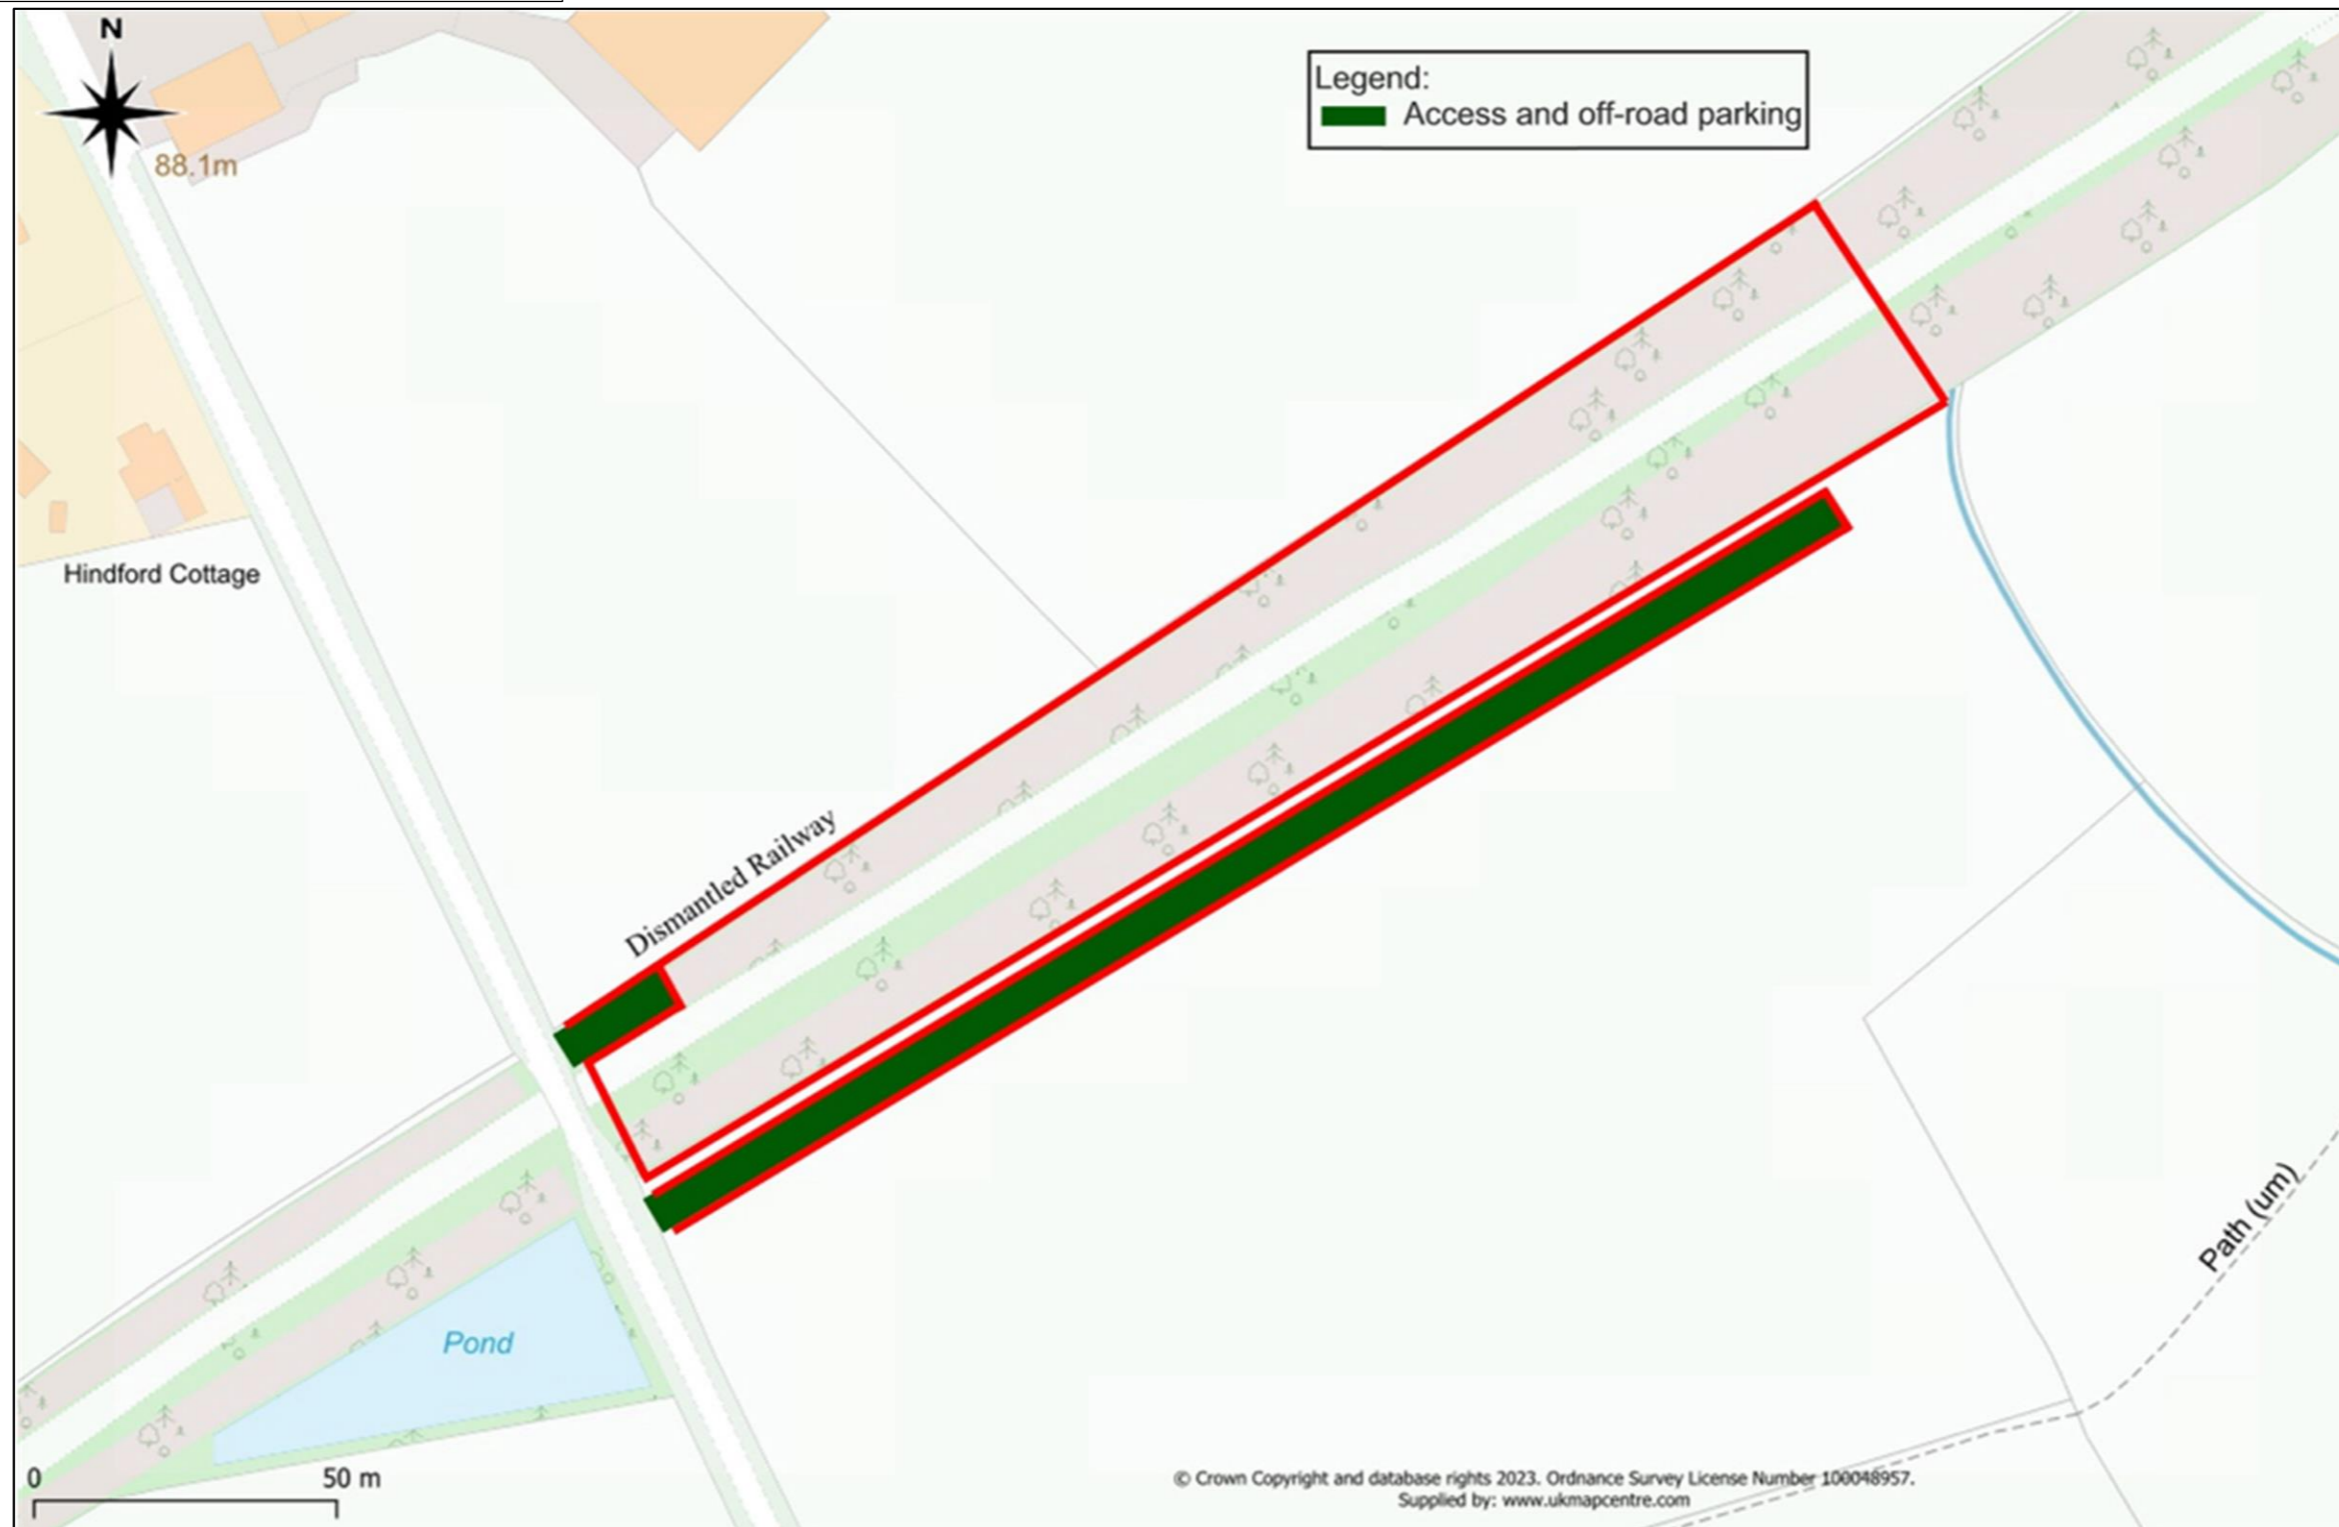 N
Legend:
Access and off-road parking
88.1m
Hindford Cottage
Dismantled Railway
Path (um)
Pond
0 50 m
© Crown Copyright and database rights 2023. Ordnance Survey License Number 100048957.
Supplied by: www.ukmapcentre.com